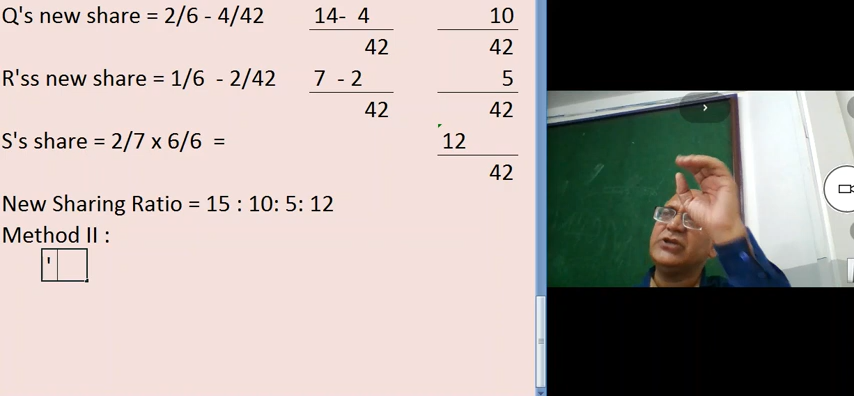 Q's new share = 2/6 - 4/42 14- 4 10
42 42
R'ss new share = 1/6 - 2/42 7 - 2 5
42 42
S's share = 2/7 x 6/6 = 12
42
New Sharing Ratio = 15 : 10: 5: 12
Method II :
'